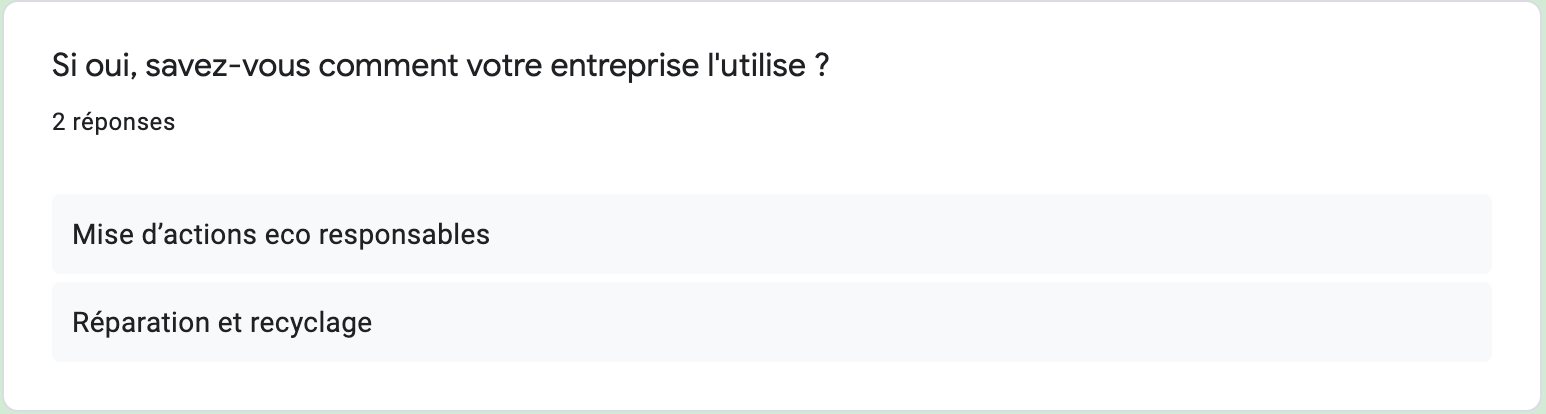 Si oui, savez-vous comment votre entreprise l'utilise ?
2 réponses
Mise d’actions eco responsables
Réparation et recyclage